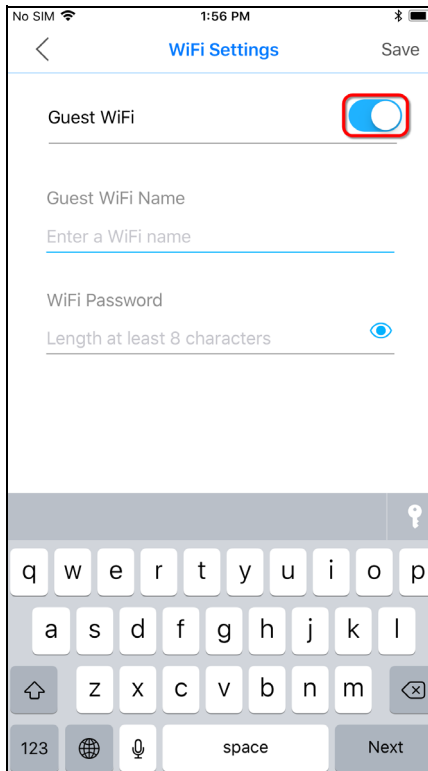 No SIM 1:56 PM
WiFi Settings Save
Guest WiFi
Guest WiFi Name
Enter a WiFi name
WiFi Password
Length at least 8 characters
q w e r t y u i o p
a s d f g h j k l
z x c v b n m
123 space Next